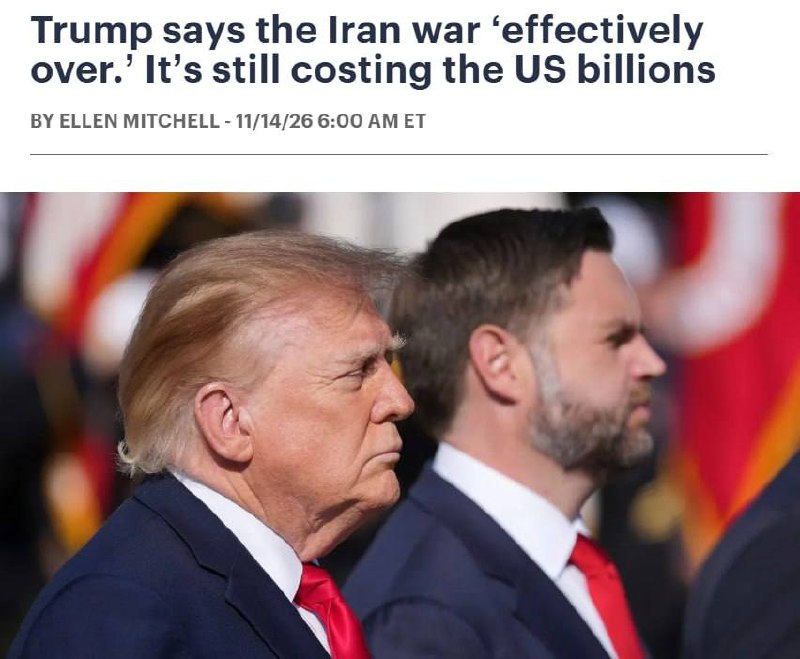 Trump says the Iran war ‘effectively
over.’ It’s still costing the US billions
BY ELLEN MITCHELL - 11/14/26 6:00 AM ET